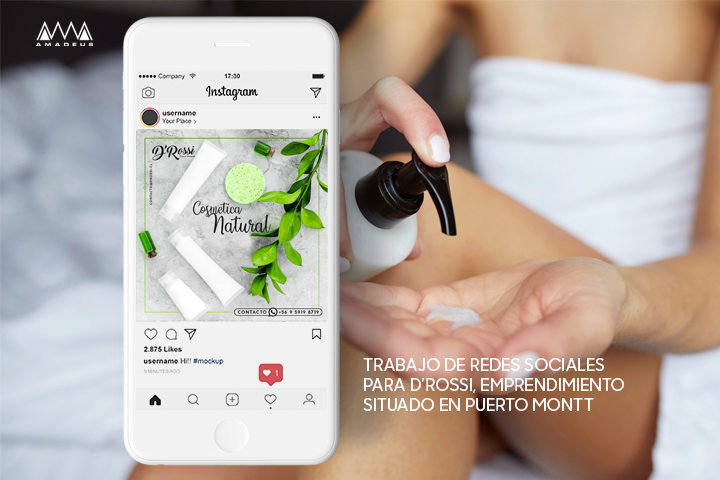 AMADEUS
Company
17:30
Instagram
username
Your Place >
D'Rossi
Cosmética
Natural
CONTACTO +56 9 5919 8719
2.875 Likes
username Hi!! #mockup
9 MINUTES AGO
1
TRABAJO DE REDES SOCIALES
PARA D'ROSSI, EMPRENDIMIENTO
SITUADO EN PUERTO MONTT